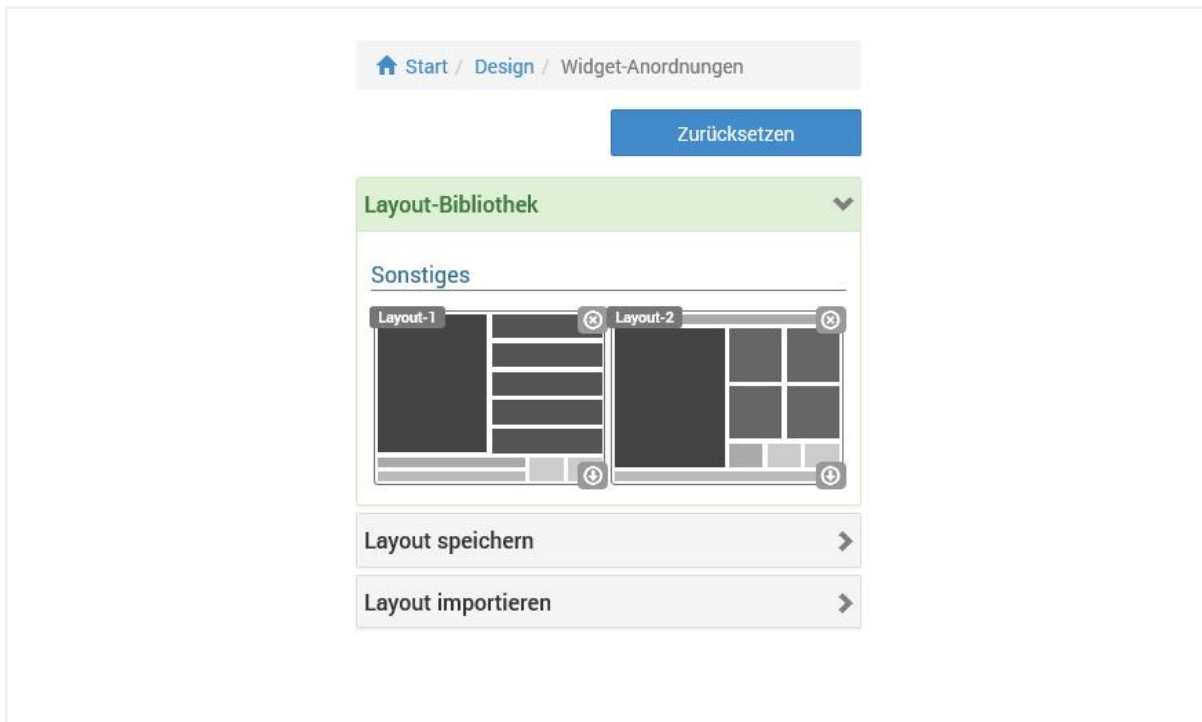 Start / Design / Widget-Anordnungen
Zurücksetzen
Layout-Bibliothek
Sonstiges
Layout-1 Layout-2
Layout speichern
Layout importieren